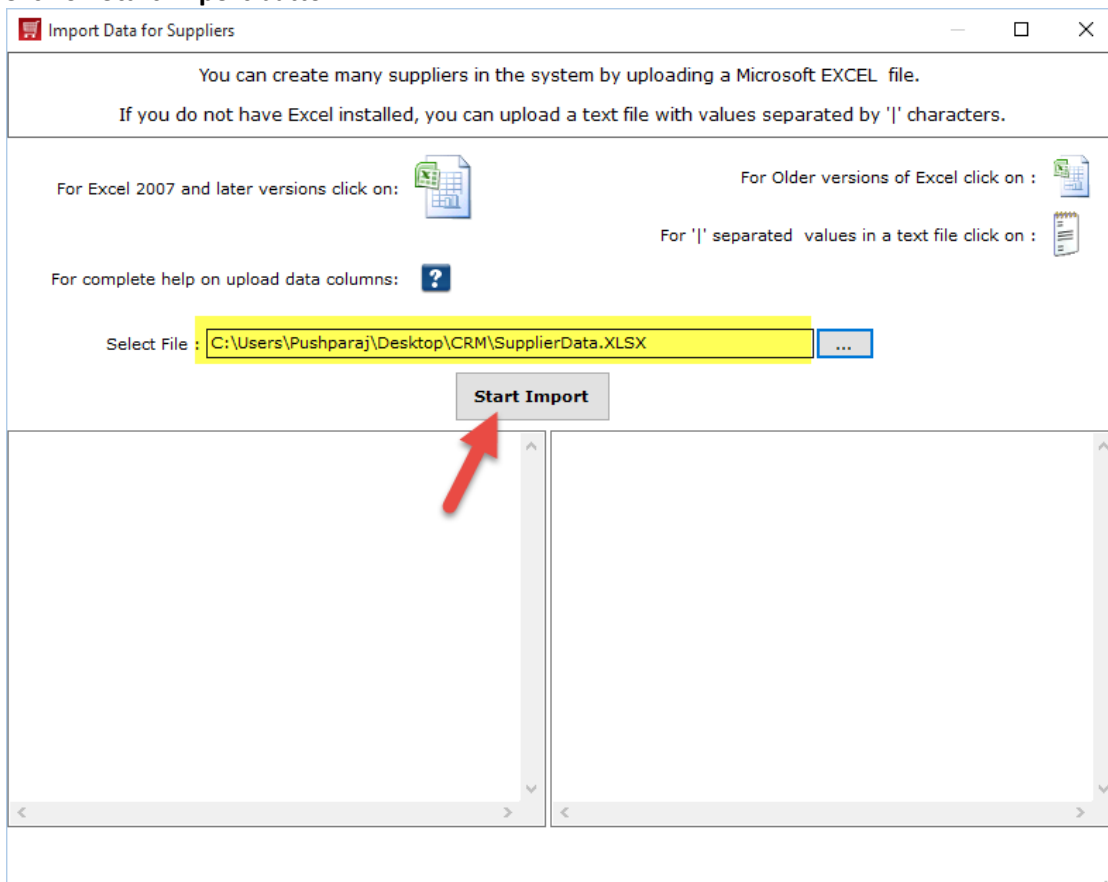 Import Data for Suppliers
You can create many suppliers in the system by uploading a Microsoft EXCEL file.
If you do not have Excel installed, you can upload a text file with values separated by '|' characters.
For Excel 2007 and later versions click on:
For Older versions of Excel click on :
For '|' separated values in a text file click on :
For complete help on upload data columns:
?
Select File : C:\Users\Pushparaj\Desktop\CRM\SupplierData.XLSX ...
Start Import